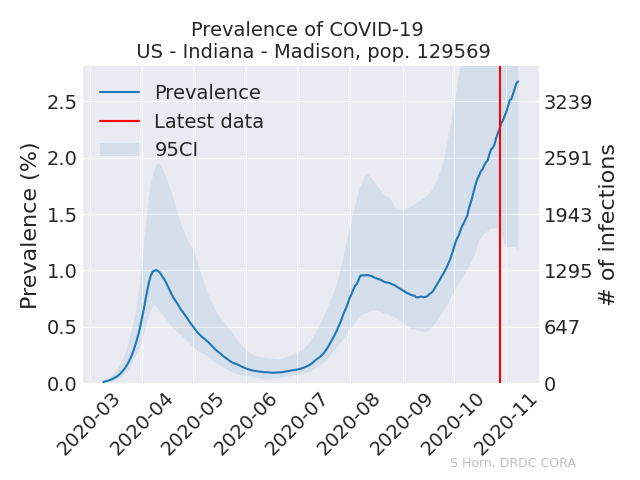 Prevalence of COVID-19
US - Indiana - Madison, pop. 129569
Prevalence
Latest data
95CI
Prevalence (%)
2.5
2.0
1.5
1.0
0.5
0.0
3239
2591
1943
1295
647
0
# of infections
2020-03
2020-04
2020-05
2020-06
2020-07
2020-08
2020-09
2020-10
2020-11
S Horn, DRDC CORA